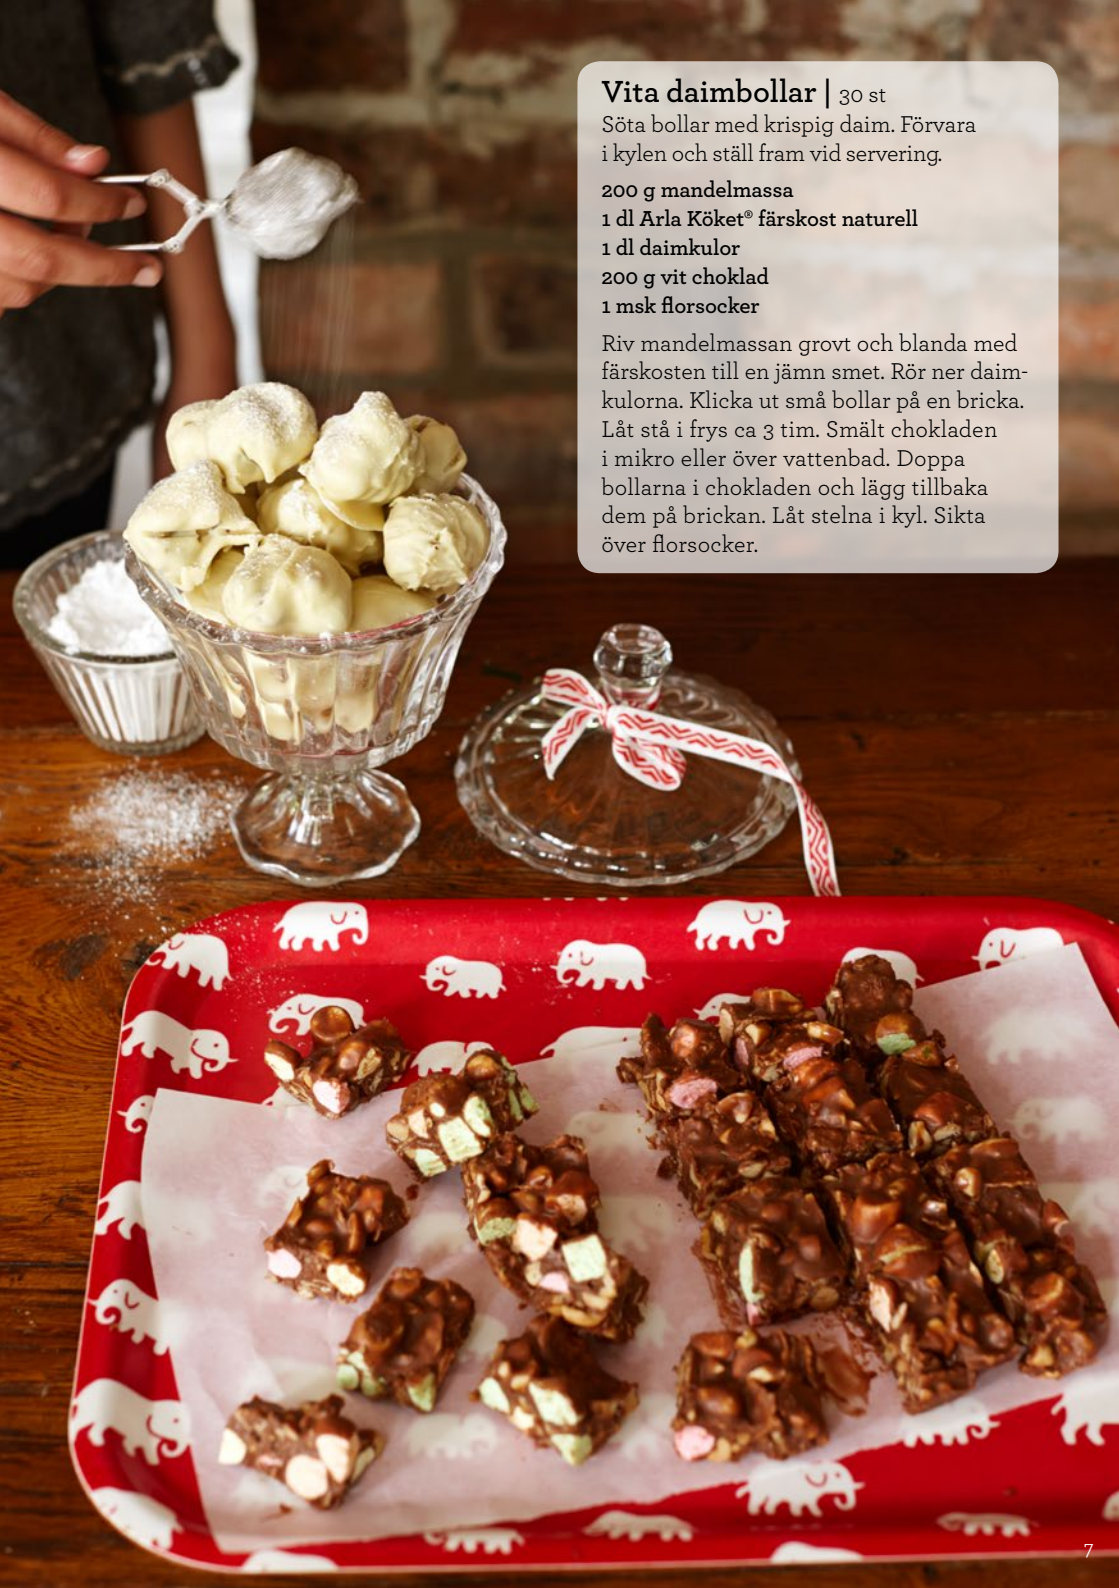 Vita daimbollar | 30 st
Söta bollar med krispig daim. Förvara
i kylen och ställ fram vid servering.
200 g mandelmassa
1 dl Arla Köket® färskost naturell
1 dl daimkulor
200 g vit choklad
1 msk florsocker
Riv mandelmassan grovt och blanda med
färskosten till en jämn smet. Rör ner daim-
kulorna. Klicka ut små bollar på en bricka.
Låt stå i frys ca 3 tim. Smält chokladen
i mikro eller över vattenbad. Doppa
bollarna i chokladen och lägg tillbaka
dem på brickan. Låt stelna i kyl. Sikta
över florsocker.
7